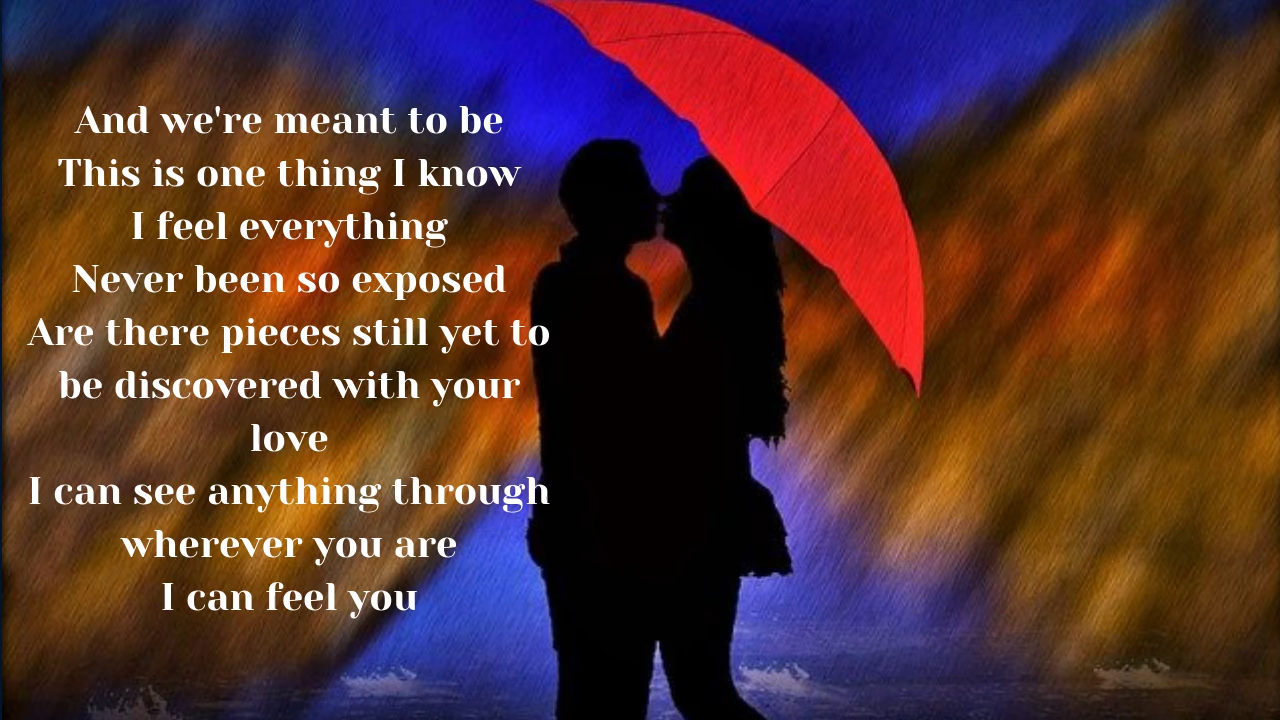 And we're meant to be
This is one thing I know
I feel everything
Never been so exposed
Are there pieces still yet to
be discovered with your
love
I can see anything through
wherever you are
I can feel you